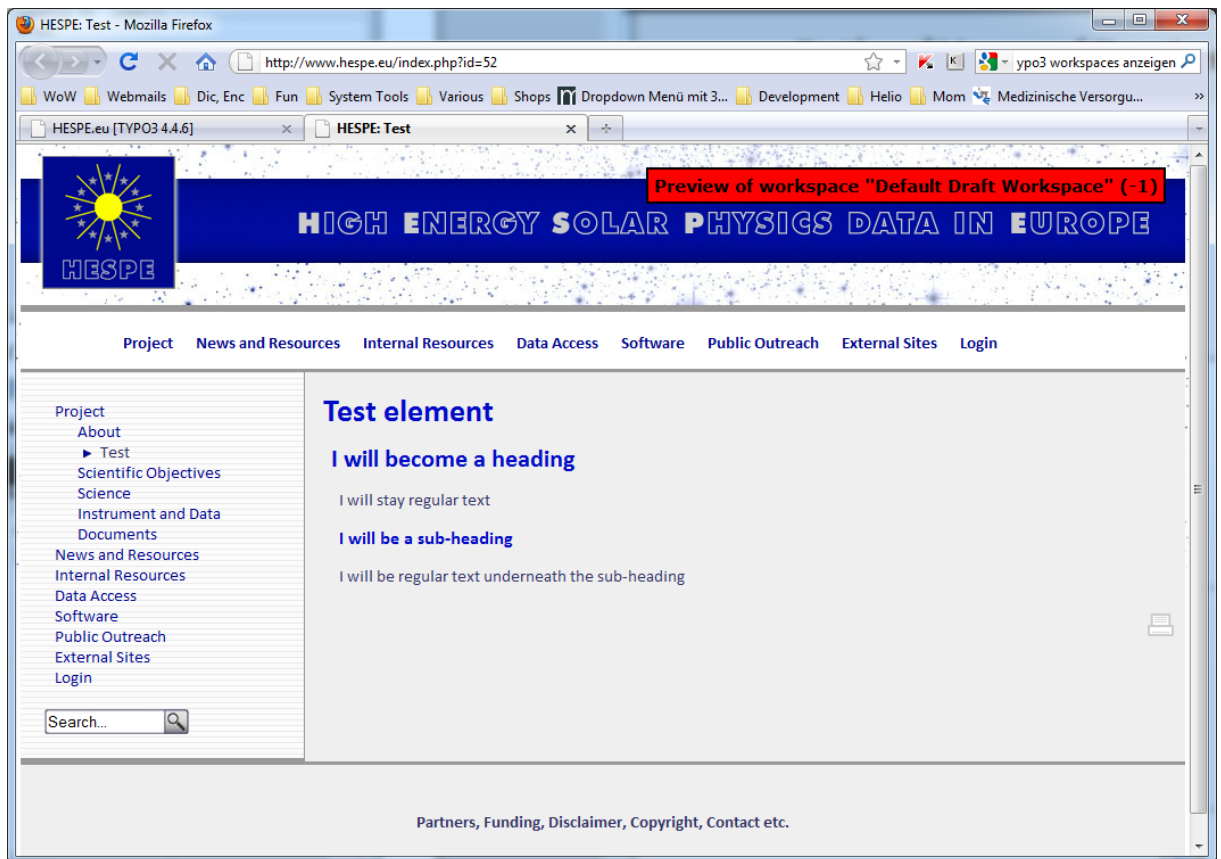 HESPE: Test - Mozilla Firefox
http://www.hespe.eu/index.php?id=52
K
ypo3 workspaces anzeigen
WoW Webmails Dic, Enc Fun System Tools Various Shops Dropdown Menü mit 3... Development Helio Mom Medizinische Versorgu... »
HESPE.eu [TYPO3 4.4.6] HESPE: Test
Preview of workspace "Default Draft Workspace" (-1)
HIGH ENERGY SOLAR PHYSICS DATA IN EUROPE
HESPE
Project News and Resources Internal Resources Data Access Software Public Outreach External Sites Login
Project
About
Test
Scientific Objectives
Science
Instrument and Data
Documents
News and Resources
Internal Resources
Data Access
Software
Public Outreach
External Sites
Login
Search...
Test element
I will become a heading
I will stay regular text
I will be a sub-heading
I will be regular text underneath the sub-heading
Partners, Funding, Disclaimer, Copyright, Contact etc.